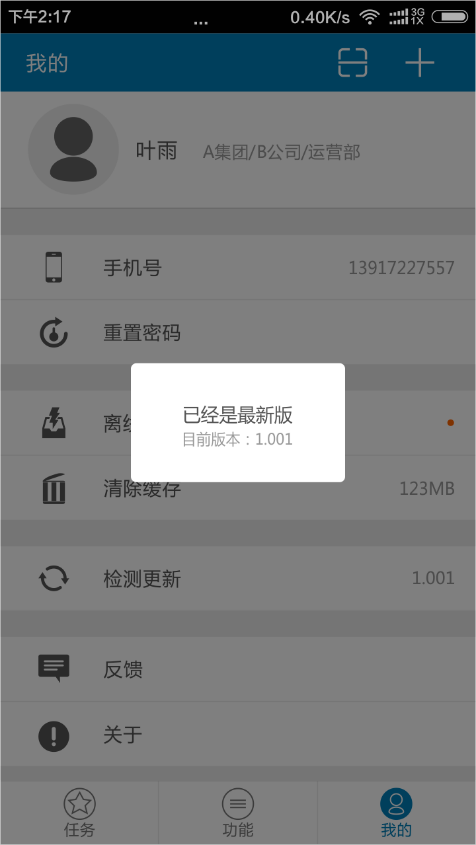 下午2:17 ... 0.40K/s 3G 1X
我的
叶雨 A集团/B公司/运营部
手机号 13917227557
重置密码
已经是最新版
离线
目前版本：1.001
清除缓存 123MB
检测更新 1.001
反馈
关于
任务 功能 我的